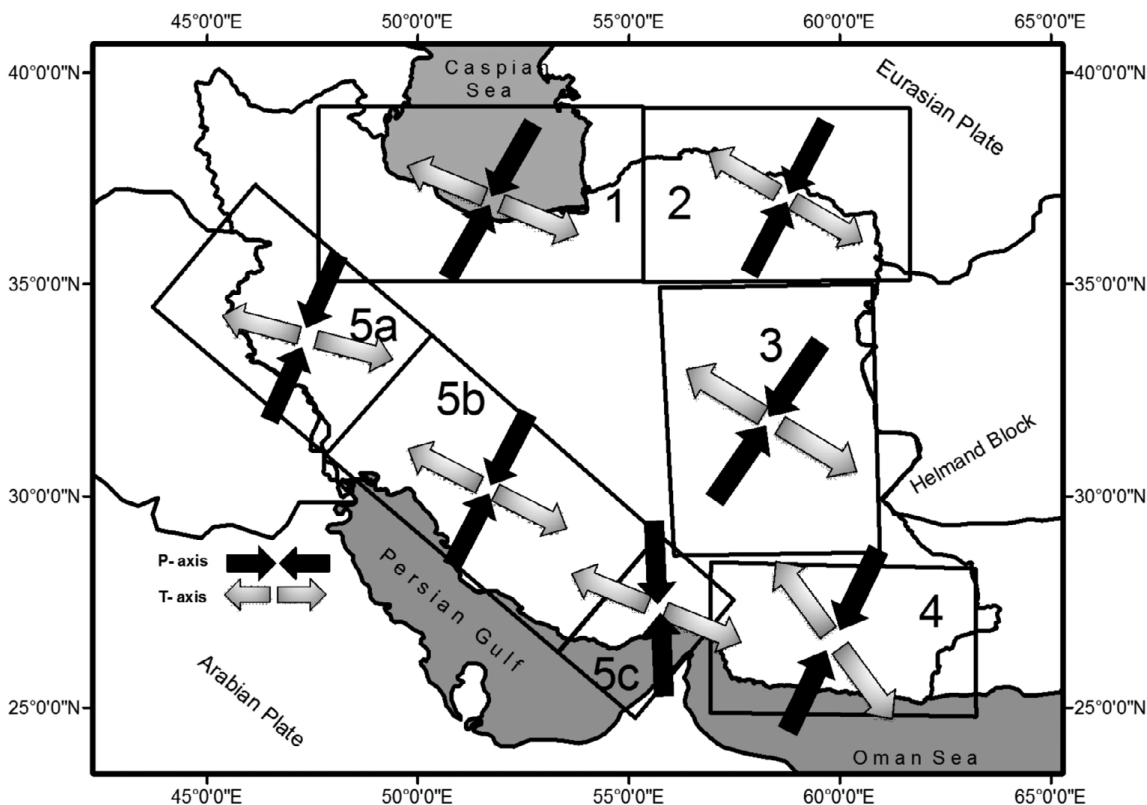 45°0'0"E 50°0'0"E 55°0'0"E 60°0'0"E 65°0'0"E
40°0'0"N 40°0'0"N
Caspian
Sea
Eurasian Plate
1
2
35°0'0"N 35°0'0"N
5a
3
5b
Helmand Block
30°0'0"N 30°0'0"N
P- axis
T- axis
Persian Gulf
4
5c
Arabian Plate
25°0'0"N 25°0'0"N
Oman Sea
45°0'0"E 50°0'0"E 55°0'0"E 60°0'0"E 65°0'0"E